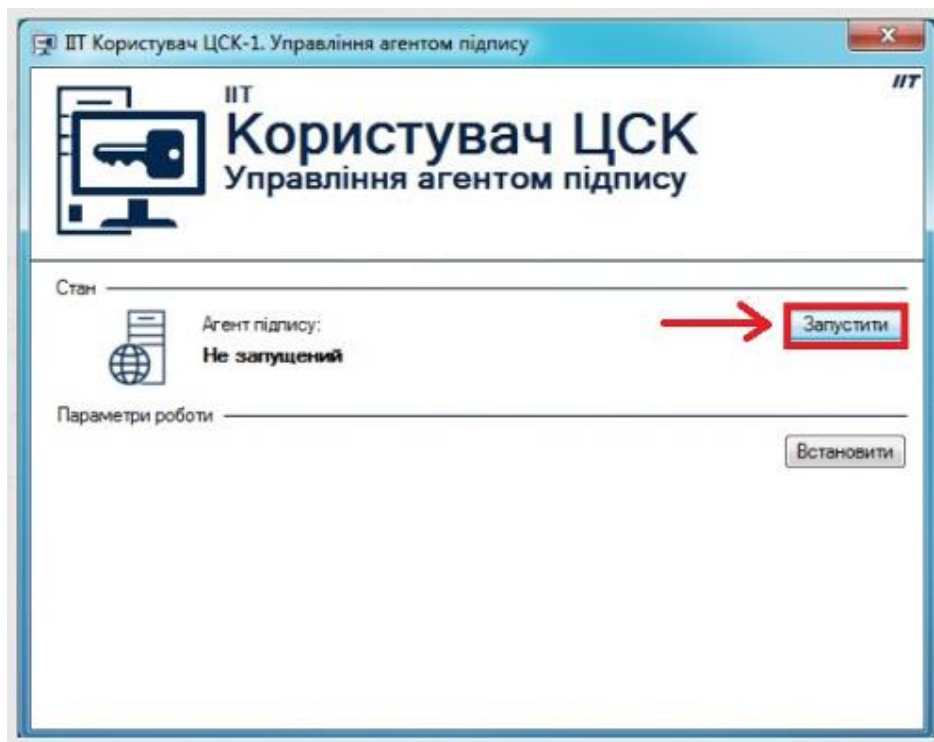 ІІТ Користувач ЦСК-1. Управління агентом підпису
ІІТ
ІІТ
Користувач ЦСК
Управління агентом підпису
Стан
Агент підпису:
Запустити
Не запущений
Параметри роботи
Встановити